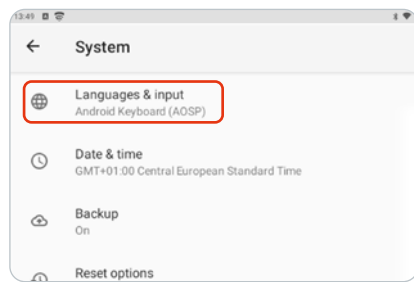 13:49
System
Languages & input
Android Keyboard (AOSP)
Date & time
GMT+01:00 Central European Standard Time
Backup
On
Reset options